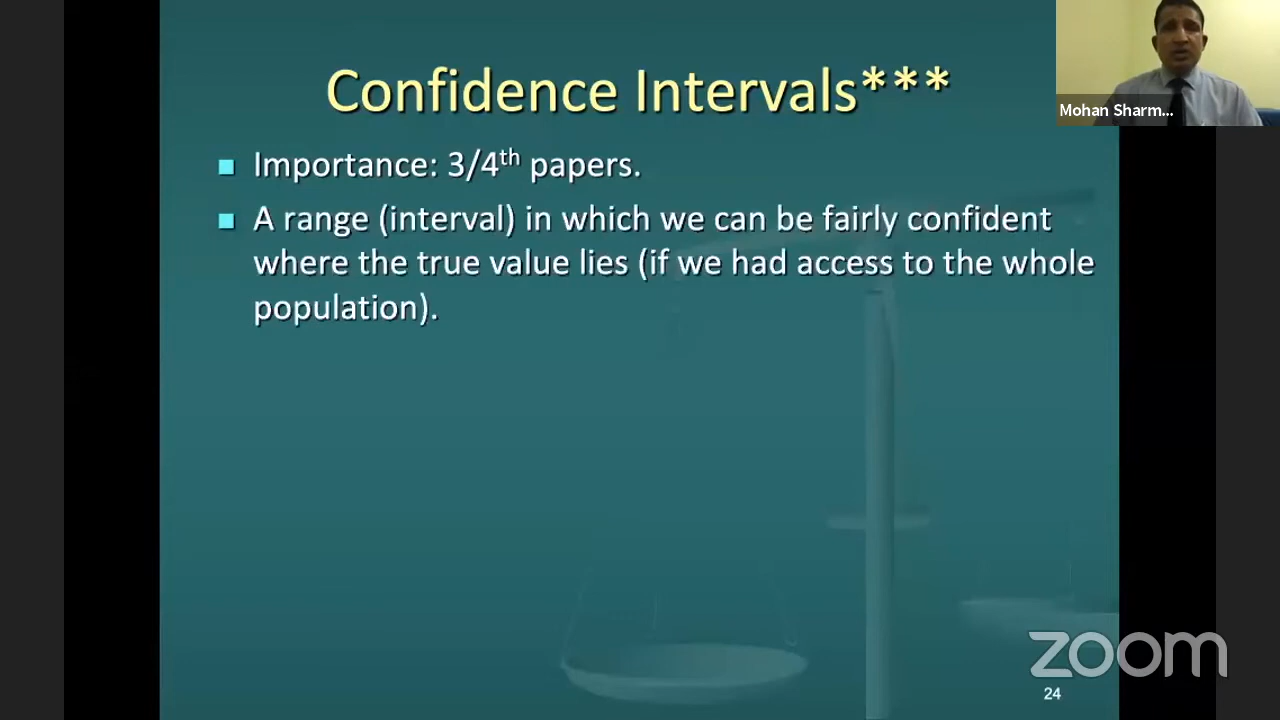 Confidence Intervals***
Mohan Sharm...
Importance: 3/4th papers.
A range (interval) in which we can be fairly confident
where the true value lies (if we had access to the whole
population).
zoom
24